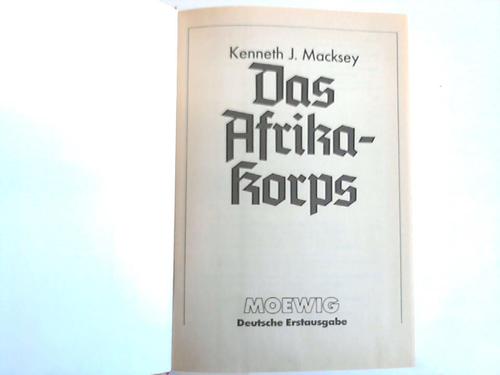 Kenneth J. Macksey
Das
Afrika-
korps
MOEWIG
Deutsche Erstausgabe